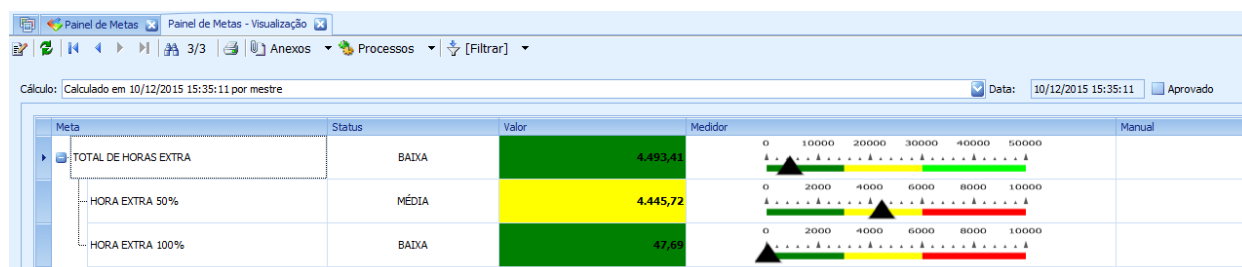 Painel de Metas Painel de Metas - Visualização
3/3 Anexos Processos [Filtrar]
Cálculo: Calculado em 10/12/2015 15:35:11 por mestre Data: 10/12/2015 15:35:11 Aprovado
Meta Status Valor Medidor Manual
0 10000 20000 30000 40000 50000
TOTAL DE HORAS EXTRA BAIXA 4.493,41
0 2000 4000 6000 8000 10000
HORA EXTRA 50% MÉDIA 4.445,72
0 2000 4000 6000 8000 10000
HORA EXTRA 100% BAIXA 47,69